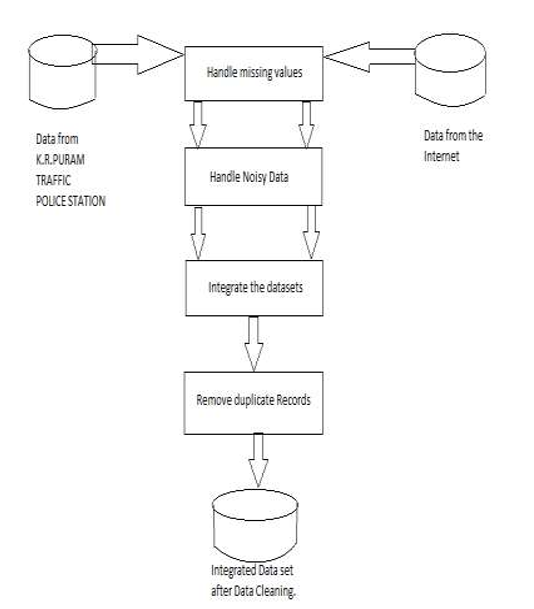 Handle missing values
Data from
K.R.PURAM
TRAFFIC
POLICE STATION
Data from the
Internet
Handle Noisy Data
Integrate the datasets
Remove duplicate Records
Integrated Data set
after Data Cleaning.